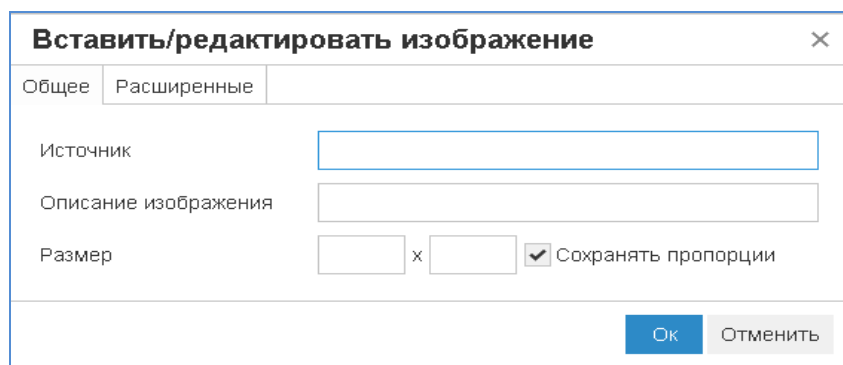 Вставить/редактировать изображение ×
Общее Расширенные
Источник
Описание изображения
Размер x Сохранять пропорции
Ок Отменить